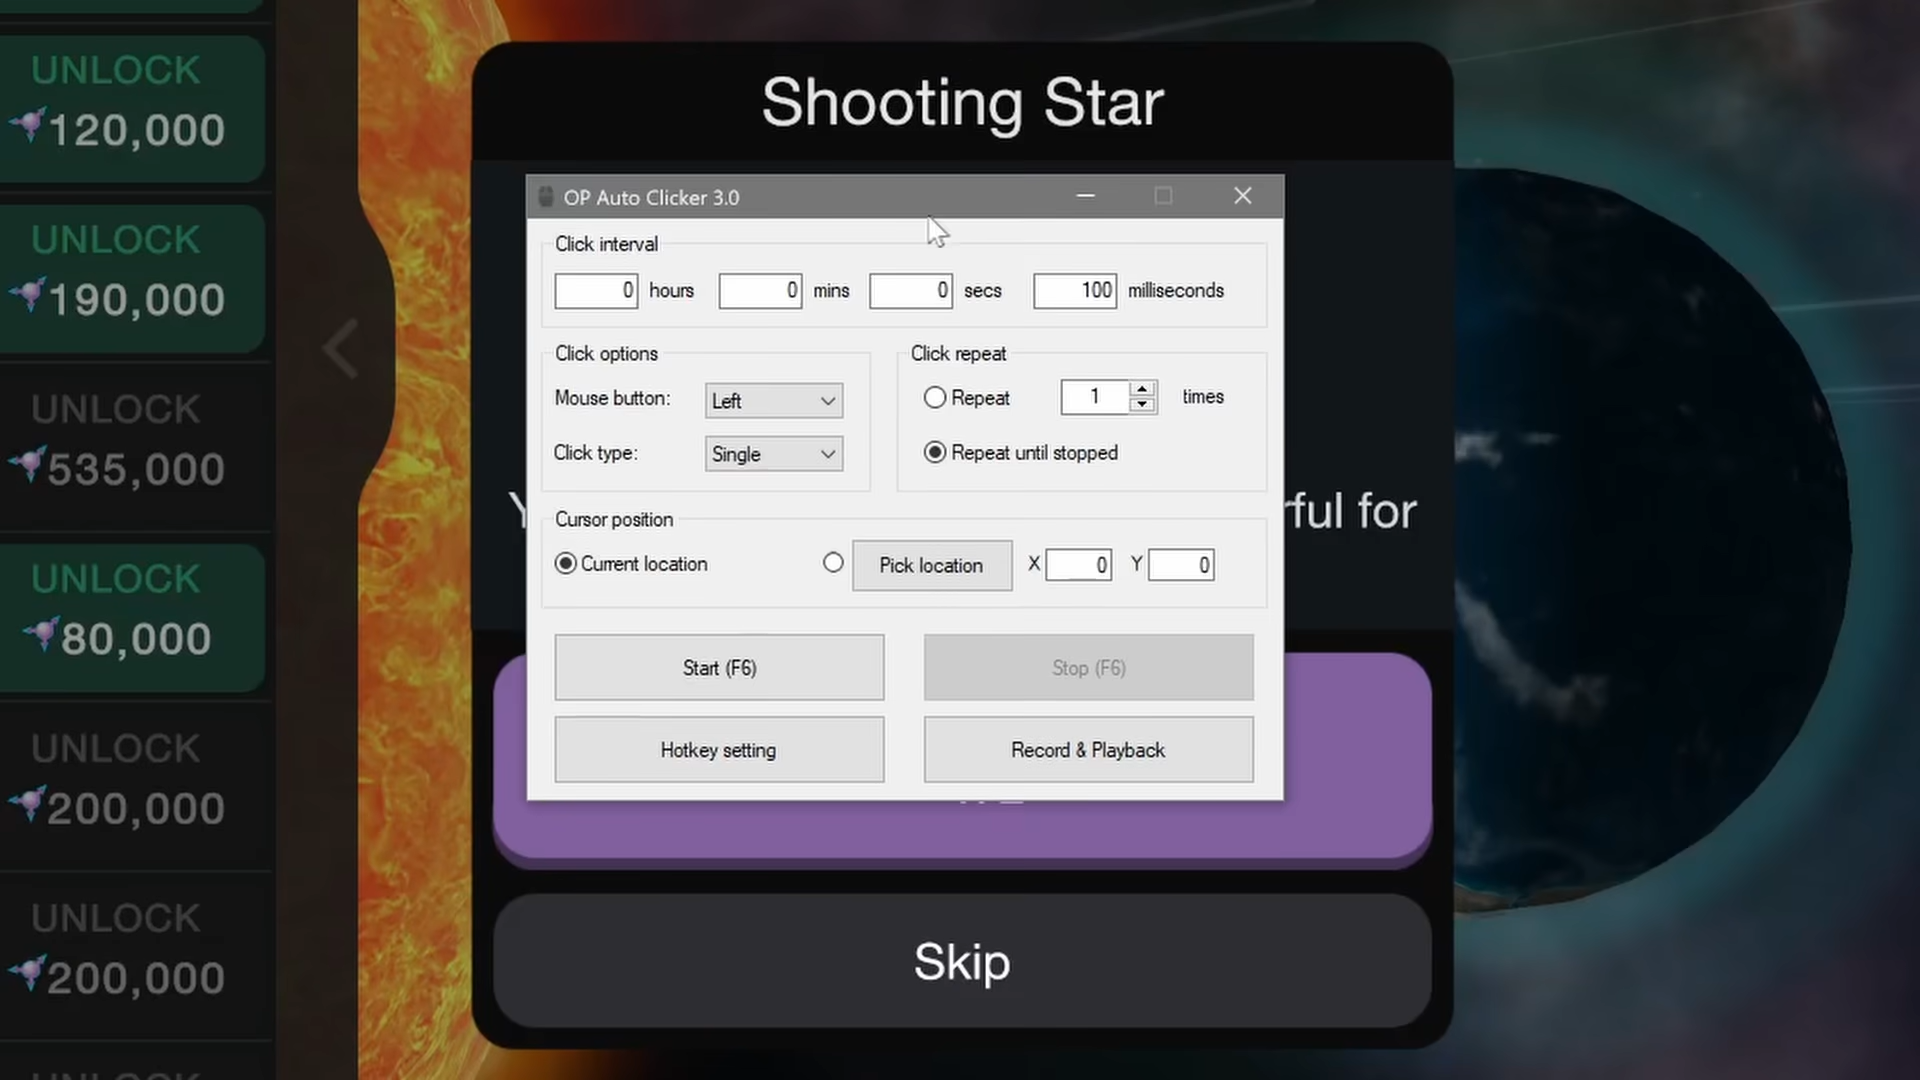 UNLOCK
120,000
UNLOCK
190,000
UNLOCK
535,000
UNLOCK
80,000
UNLOCK
200,000
UNLOCK
200,000
Shooting Star
OP Auto Clicker 3.0
Click interval
0 hours 0 mins 0 secs 100 milliseconds
Click options
Mouse button: Left
Click type: Single
Click repeat
Repeat 1 times
Repeat until stopped
Cursor position
Current location Pick location X 0 Y 0
Start (F6) Stop (F6)
Hotkey setting Record & Playback
for
Skip